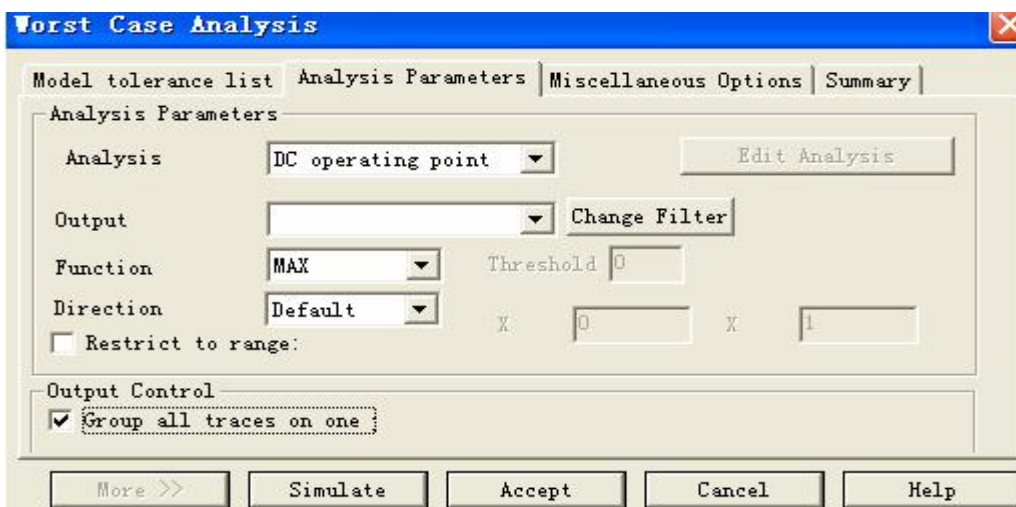 Worst Case Analysis
Model tolerance list Analysis Parameters Miscellaneous Options Summary
Analysis Parameters
Analysis DC operating point Edit Analysis
Output Change Filter
Function MAX Threshold 0
Direction Default X 0 X 1
Restrict to range:
Output Control
Group all traces on one
More >> Simulate Accept Cancel Help